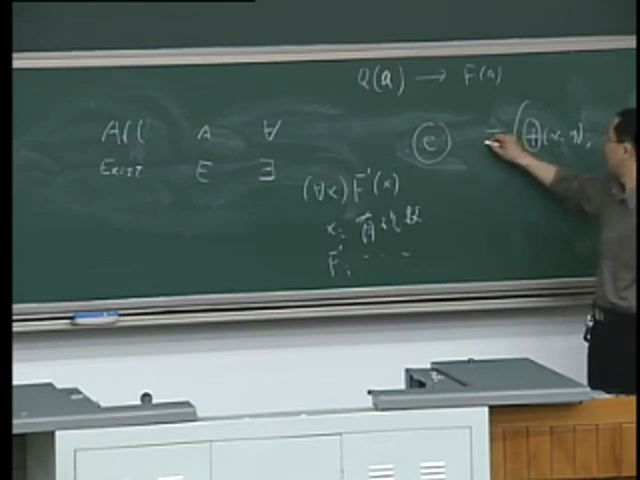 Q(a) → F(a)
All A ∀
Exist E ∃
e = (⊕(x, y),
(∀x)F(x)
x: 有理数
F: ....